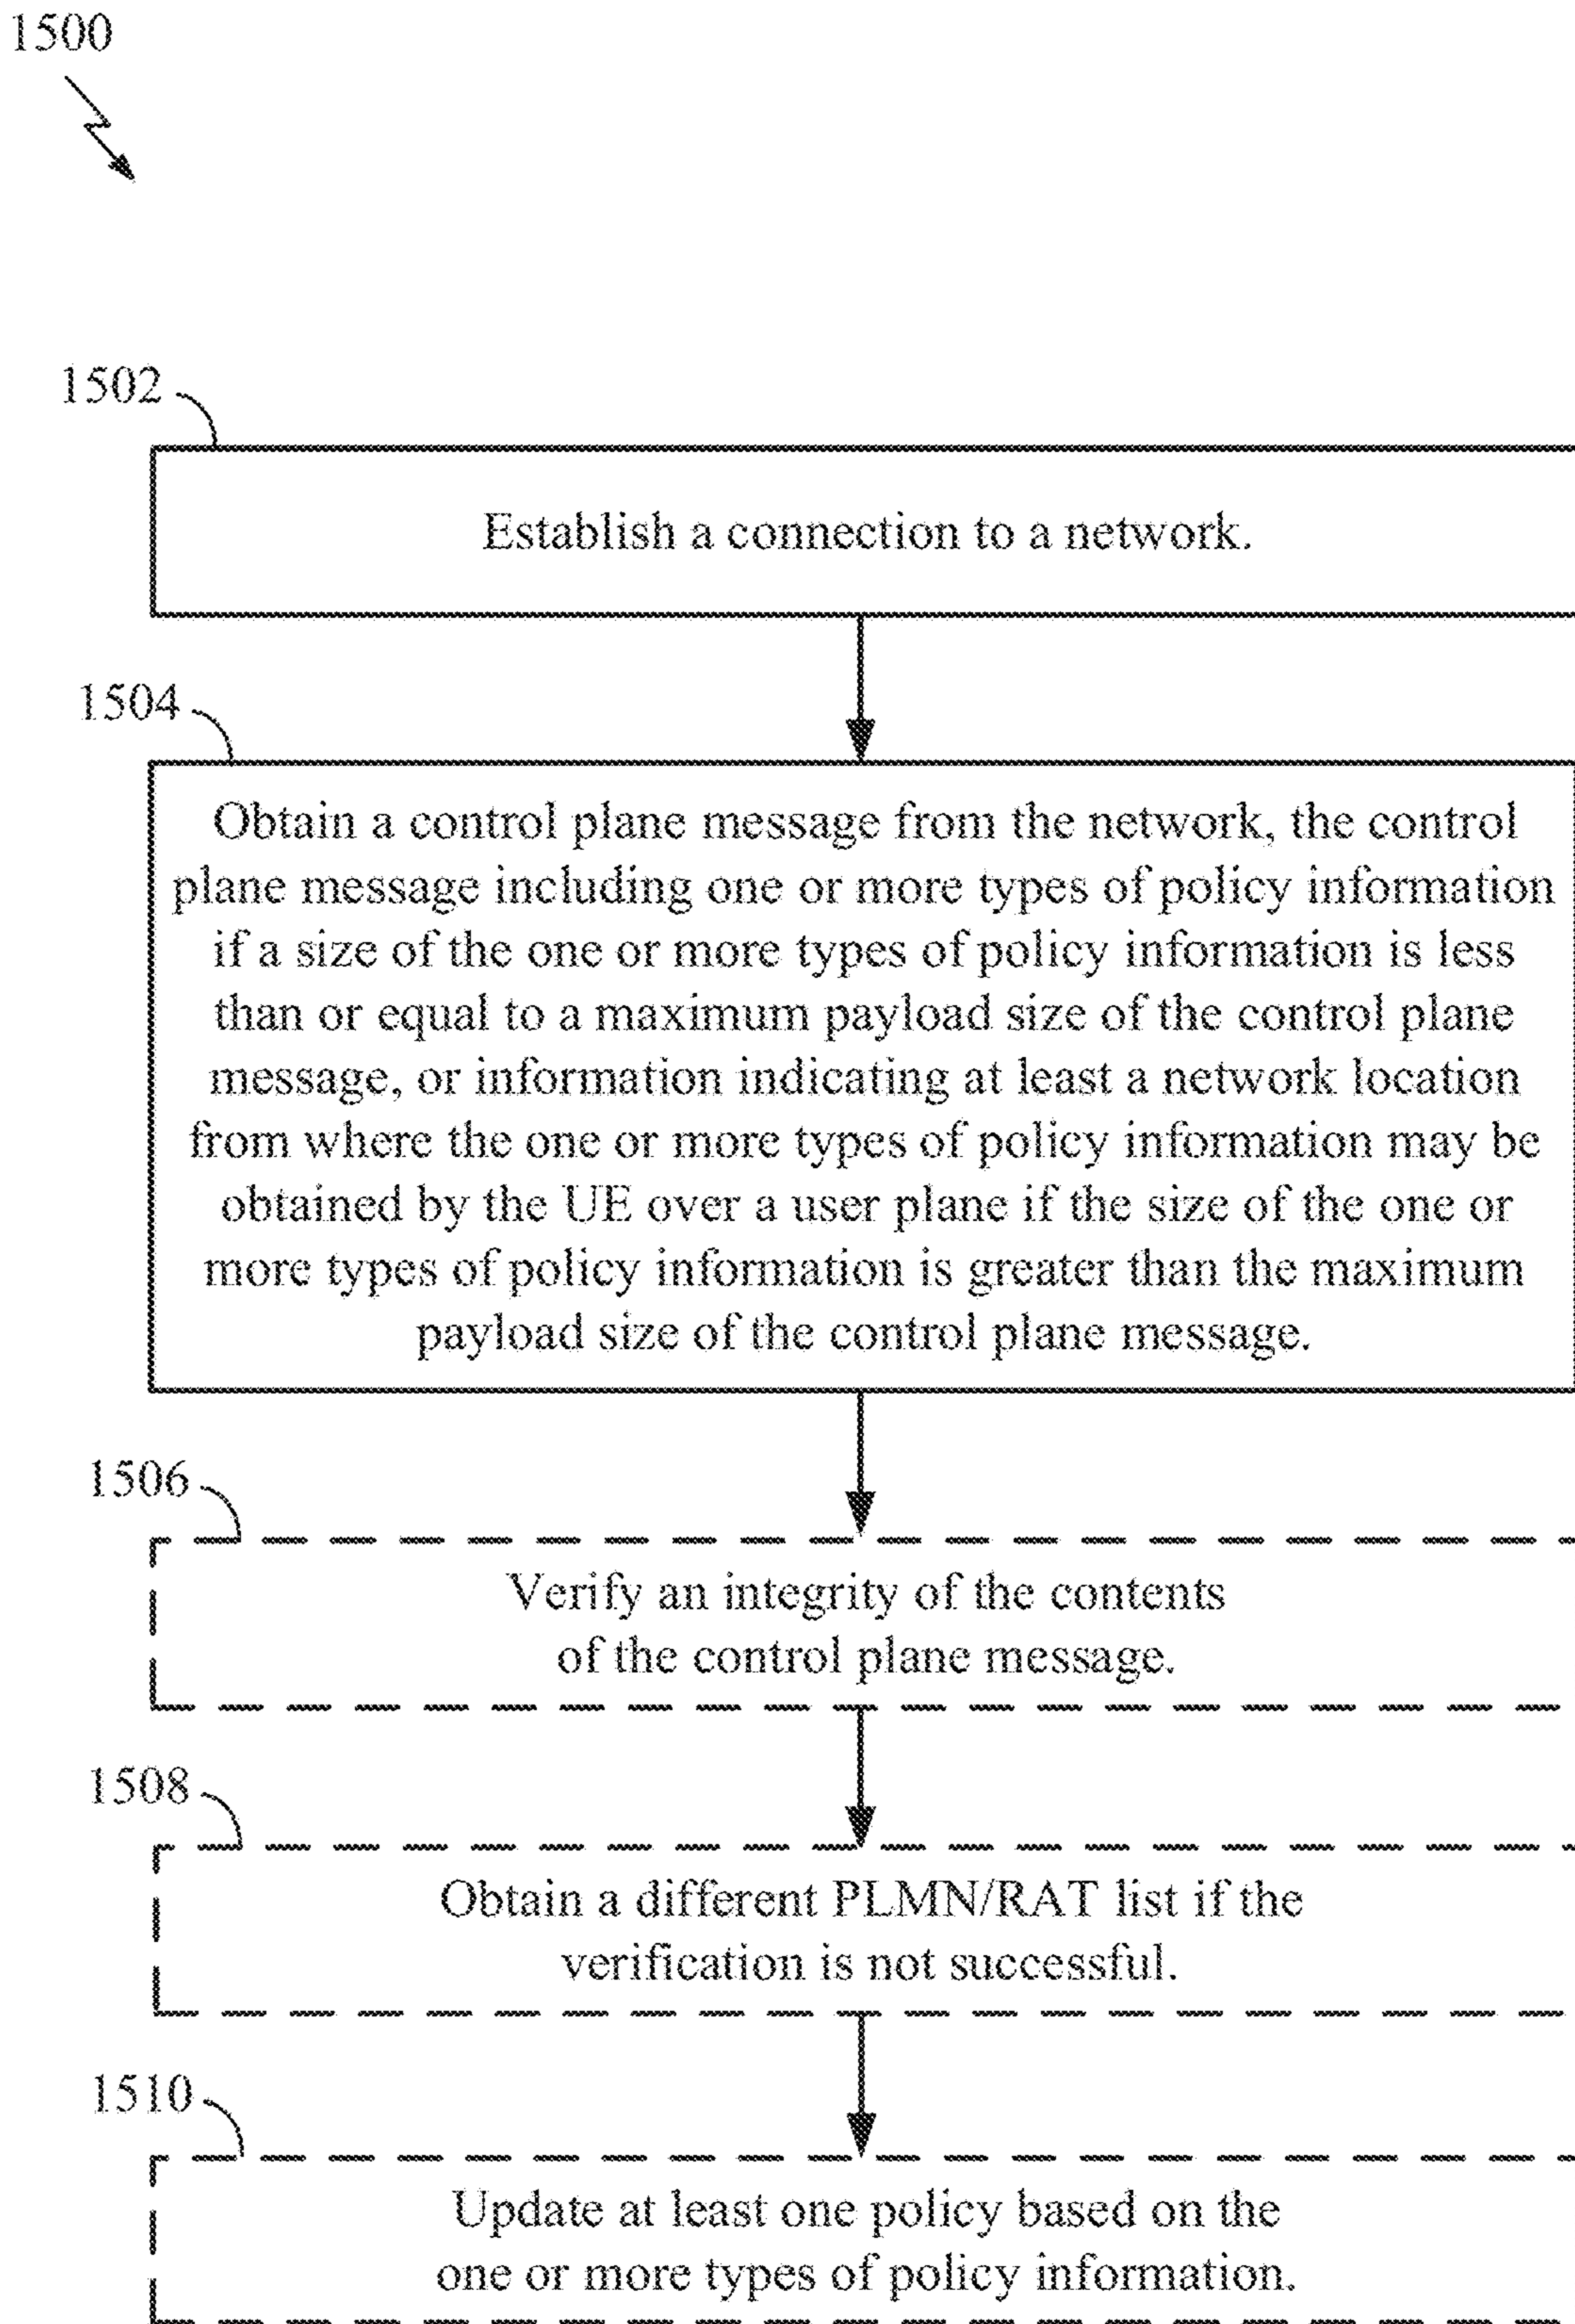 1500
1502
Establish a connection to a network.
1504
Obtain a control plane message from the network, the control
plane message including one or more types of policy information
if a size of the one or more types of policy information is less
than or equal to a maximum payload size of the control plane
message, or information indicating at least a network location
from where the one or more types of policy information may be
obtained by the UE over a user plane if the size of the one or
more types of policy information is greater than the maximum
payload size of the control plane message.
1506
Verify an integrity of the contents
of the control plane message.
1508
Obtain a different PLMN/RAT list if the
verification is not successful.
1510
Update at least one policy based on the
one or more types of policy information.